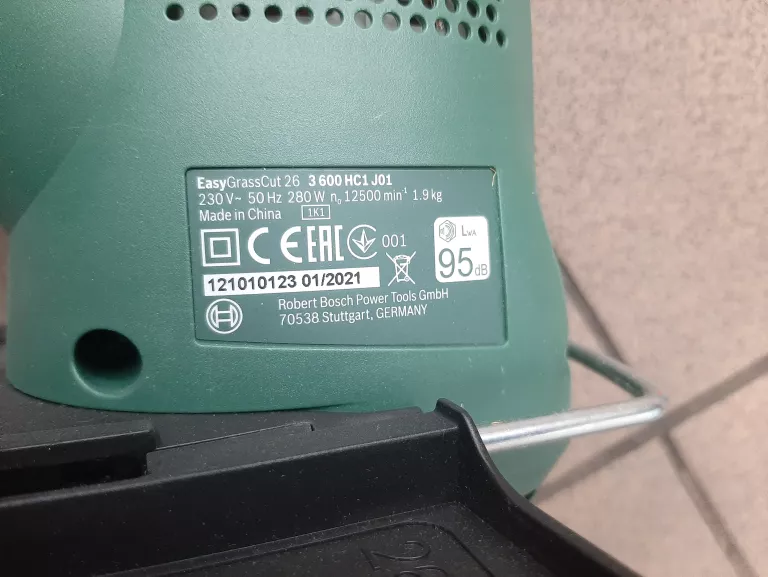 EasyGrassCut 26 3 600 HC1 J01
230 V~ 50 Hz 280 W n₀ 12500 min⁻¹ 1.9 kg
Made in China 1K1
CE EAC 001
LWA
95 dB
121010123 01/2021
Robert Bosch Power Tools GmbH
70538 Stuttgart, GERMANY